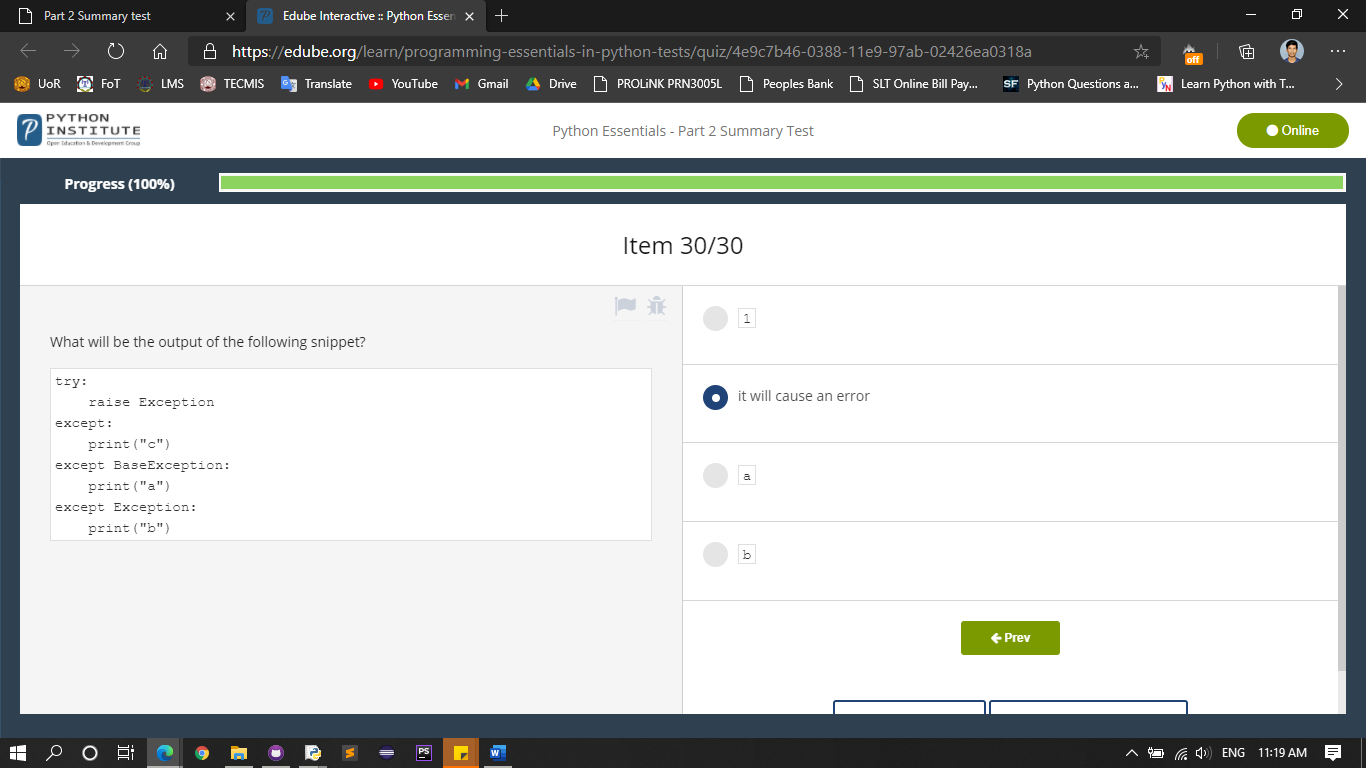 Part 2 Summary test
Edube Interactive :: Python Essen
https://edube.org/learn/programming-essentials-in-python-tests/quiz/4e9c7b46-0388-11e9-97ab-02426ea0318a
off
UoR
FoT
LMS
TECMIS
Translate
YouTube
Gmail
Drive
PROLiNK PRN3005L
Peoples Bank
SLT Online Bill Pay...
SF
Python Questions a...
Learn Python with T...
PYTHON
INSTITUTE
Open Education & Development Group
Python Essentials - Part 2 Summary Test
Online
Progress (100%)
Item 30/30
What will be the output of the following snippet?
try:
    raise Exception
except:
    print("c")
except BaseException:
    print("a")
except Exception:
    print("b")
1
it will cause an error
a
b
Prev
PS
W
ENG
11:19 AM